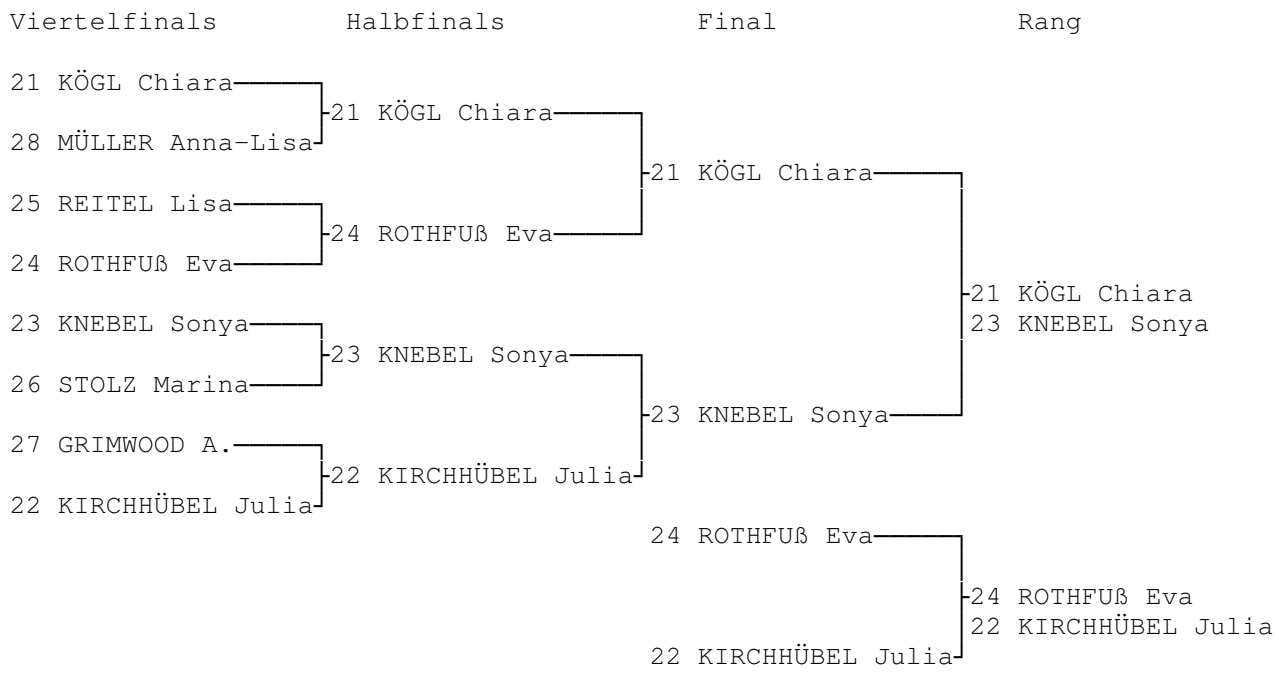 Viertelfinals Halbfinals Final Rang
21 KÖGL Chiara
21 KÖGL Chiara
28 MÜLLER Anna-Lisa
21 KÖGL Chiara
25 REITEL Lisa
24 ROTHFUß Eva
24 ROTHFUß Eva
21 KÖGL Chiara
23 KNEBEL Sonya 23 KNEBEL Sonya
23 KNEBEL Sonya
26 STOLZ Marina
23 KNEBEL Sonya
27 GRIMWOOD A.
22 KIRCHHÜBEL Julia
22 KIRCHHÜBEL Julia
24 ROTHFUß Eva
24 ROTHFUß Eva
22 KIRCHHÜBEL Julia
22 KIRCHHÜBEL Julia